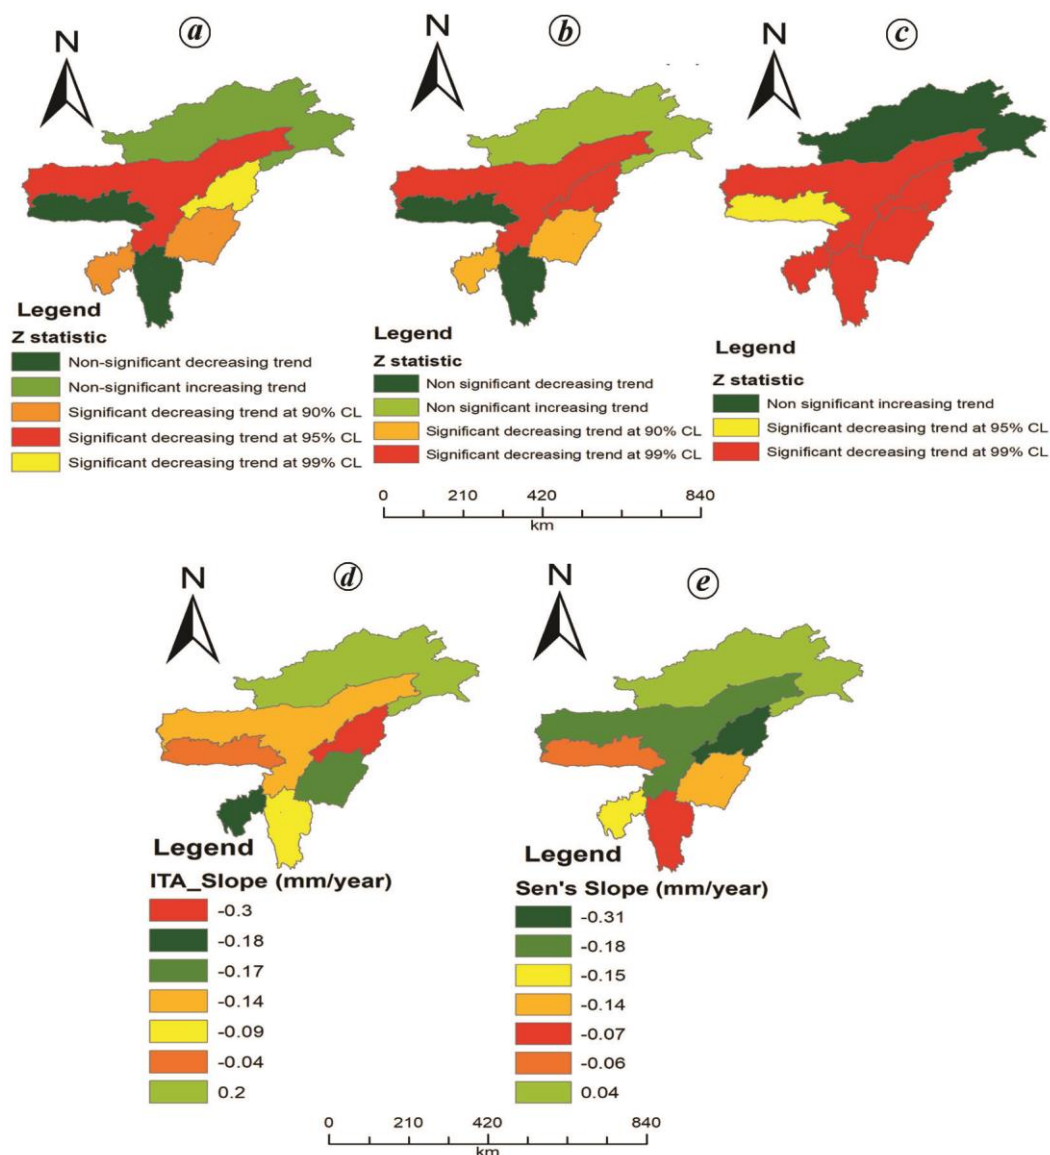 a
N
Legend
Z statistic
Non-significant decreasing trend
Non-significant increasing trend
Significant decreasing trend at 90% CL
Significant decreasing trend at 95% CL
Significant decreasing trend at 99% CL
b
N
Legend
Z statistic
Non significant decreasing trend
Non significant increasing trend
Significant decreasing trend at 90% CL
Significant decreasing trend at 99% CL
c
N
Legend
Z statistic
Non significant increasing trend
Significant decreasing trend at 95% CL
Significant decreasing trend at 99% CL
0 210 420 840
km
d
N
Legend
ITA_Slope (mm/year)
-0.3
-0.18
-0.17
-0.14
-0.09
-0.04
0.2
e
N
Legend
Sen's Slope (mm/year)
-0.31
-0.18
-0.15
-0.14
-0.07
-0.06
0.04
0 210 420 840
km